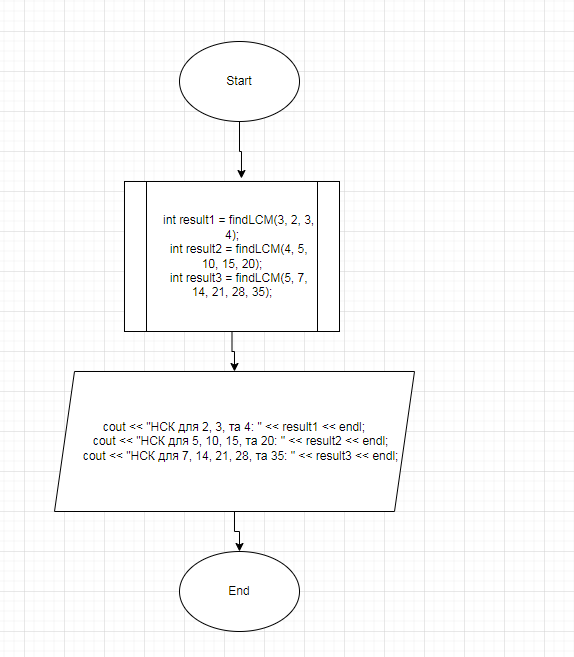 Start
int result1 = findLCM(3, 2, 3,
4);
int result2 = findLCM(4, 5,
10, 15, 20);
int result3 = findLCM(5, 7,
14, 21, 28, 35);
cout << "НСК для 2, 3, та 4: " << result1 << endl;
cout << "НСК для 5, 10, 15, та 20: " << result2 << endl;
cout << "НСК для 7, 14, 21, 28, та 35: " << result3 << endl;
End